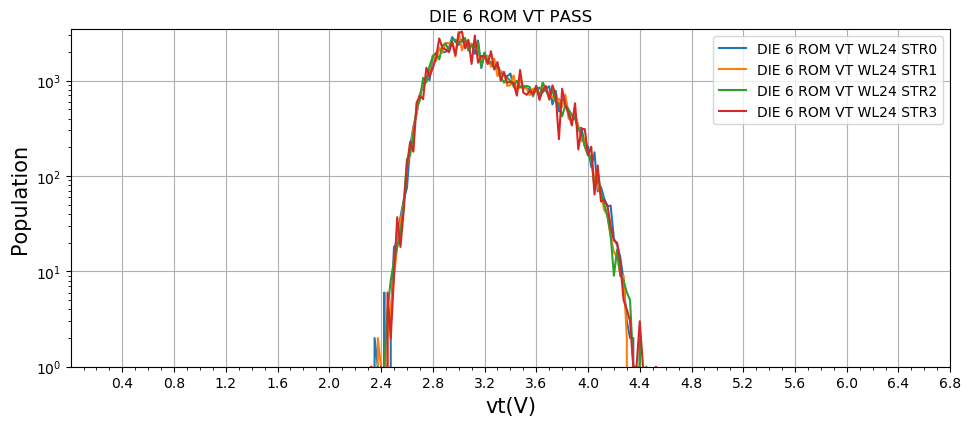 DIE 6 ROM VT PASS
DIE 6 ROM VT WL24 STR0
DIE 6 ROM VT WL24 STR1
DIE 6 ROM VT WL24 STR2
DIE 6 ROM VT WL24 STR3
Population
10³
10²
10¹
10⁰
0.4 0.8 1.2 1.6 2.0 2.4 2.8 3.2 3.6 4.0 4.4 4.8 5.2 5.6 6.0 6.4 6.8
vt(V)